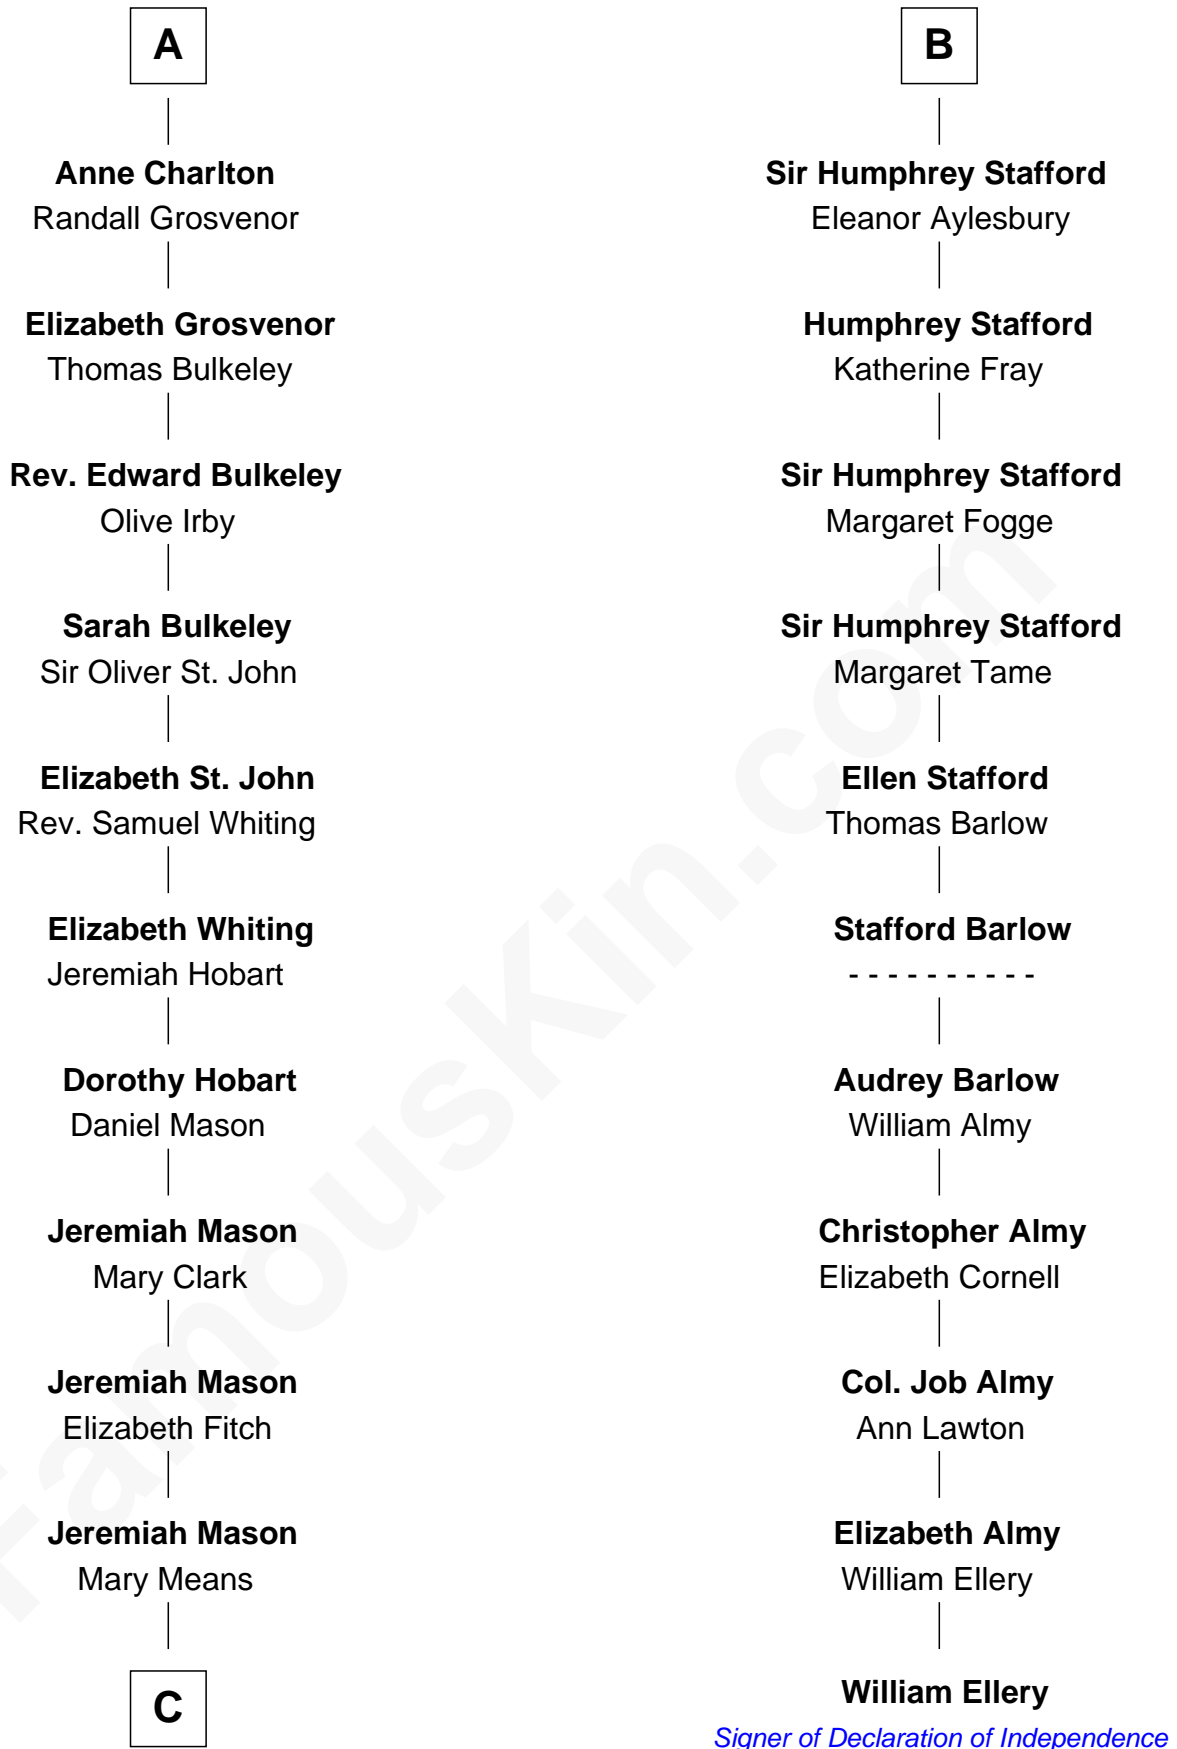 A
Anne Charlton
Randall Grosvenor
Elizabeth Grosvenor
Thomas Bulkeley
Rev. Edward Bulkeley
Olive Irby
Sarah Bulkeley
Sir Oliver St. John
Elizabeth St. John
Rev. Samuel Whiting
Elizabeth Whiting
Jeremiah Hobart
Dorothy Hobart
Daniel Mason
Jeremiah Mason
Mary Clark
Jeremiah Mason
Elizabeth Fitch
Jeremiah Mason
Mary Means
C
B
Sir Humphrey Stafford
Eleanor Aylesbury
Humphrey Stafford
Katherine Fray
Sir Humphrey Stafford
Margaret Fogge
Sir Humphrey Stafford
Margaret Tame
Ellen Stafford
Thomas Barlow
Stafford Barlow
- - - - - - - - - -
Audrey Barlow
William Almy
Christopher Almy
Elizabeth Cornell
Col. Job Almy
Ann Lawton
Elizabeth Almy
William Ellery
William Ellery
Signer of Declaration of Independence
FamousKin.com